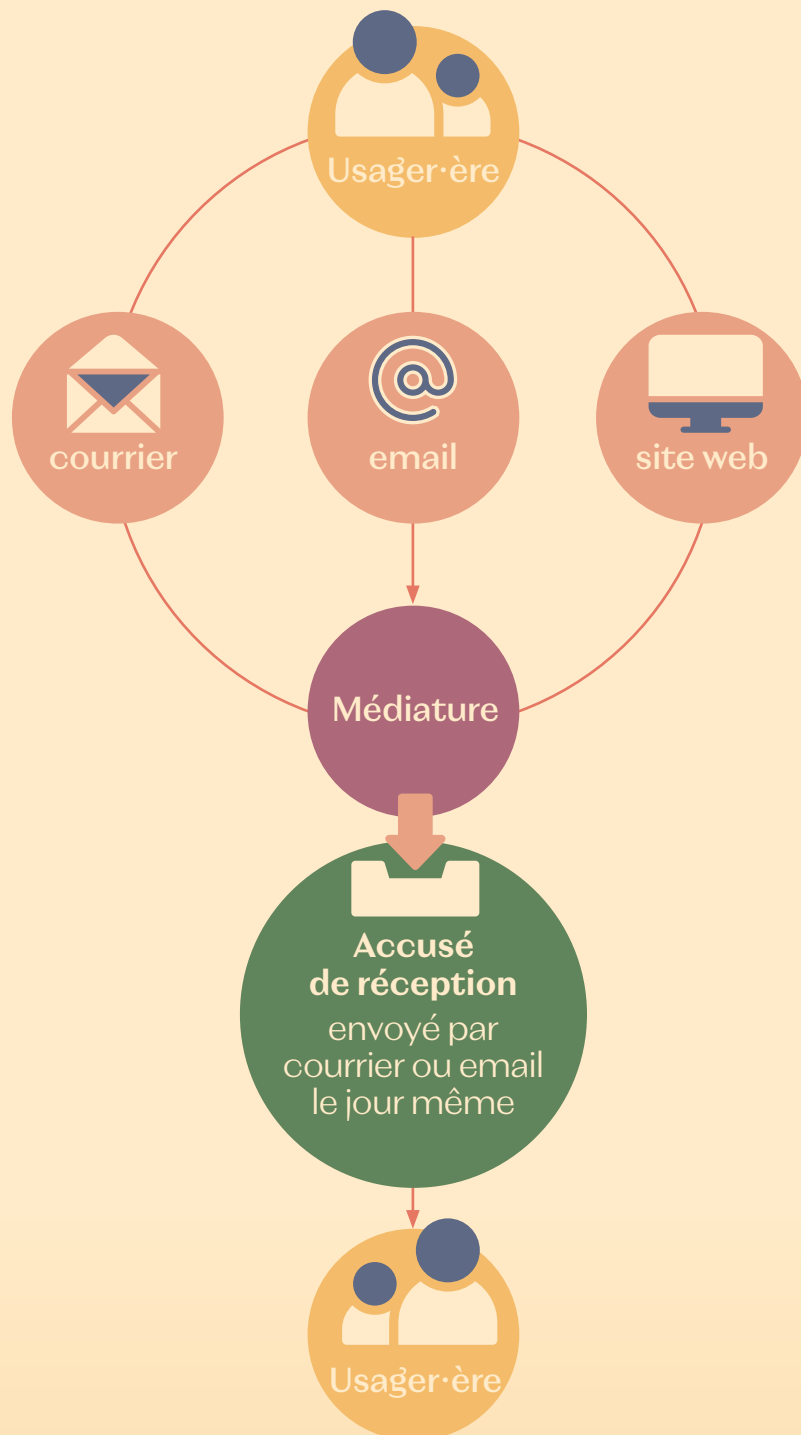 Usager·ère
courrier
email
site web
Médiature
Accusé
de réception
envoyé par
courrier ou email
le jour même
Usager·ère